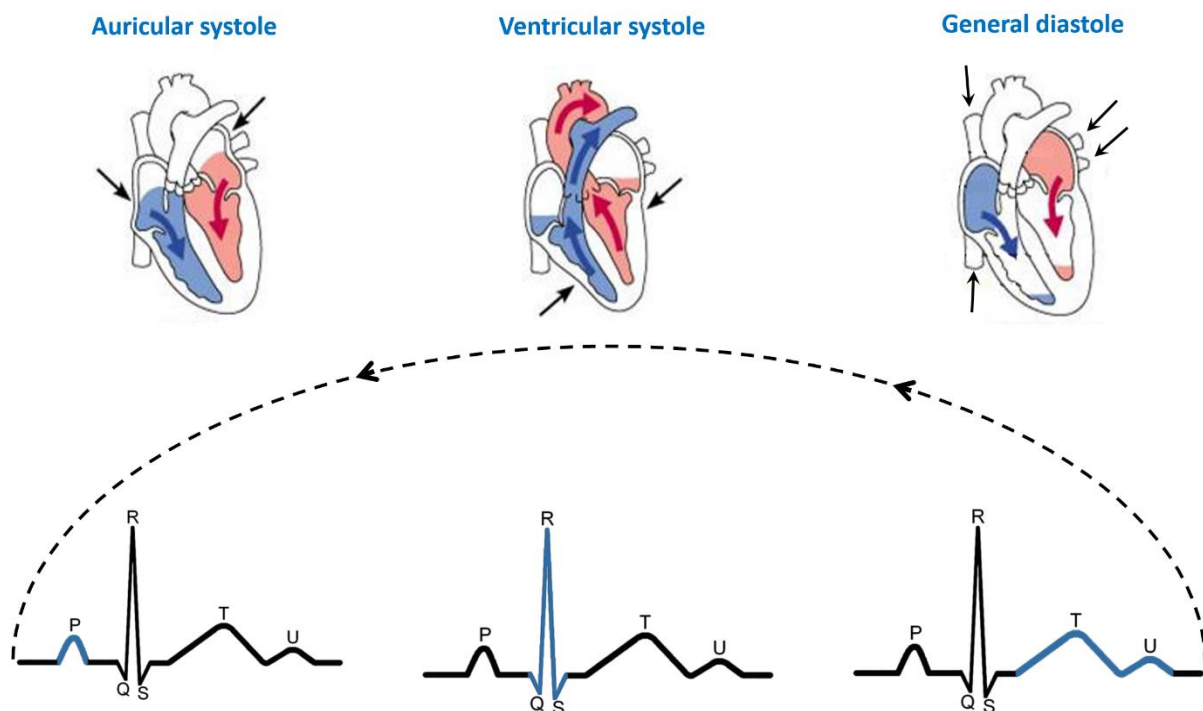 Auricular systole
Ventricular systole
General diastole
R
P
T
U
Q
S
R
P
T
U
Q
S
R
P
T
U
Q
S